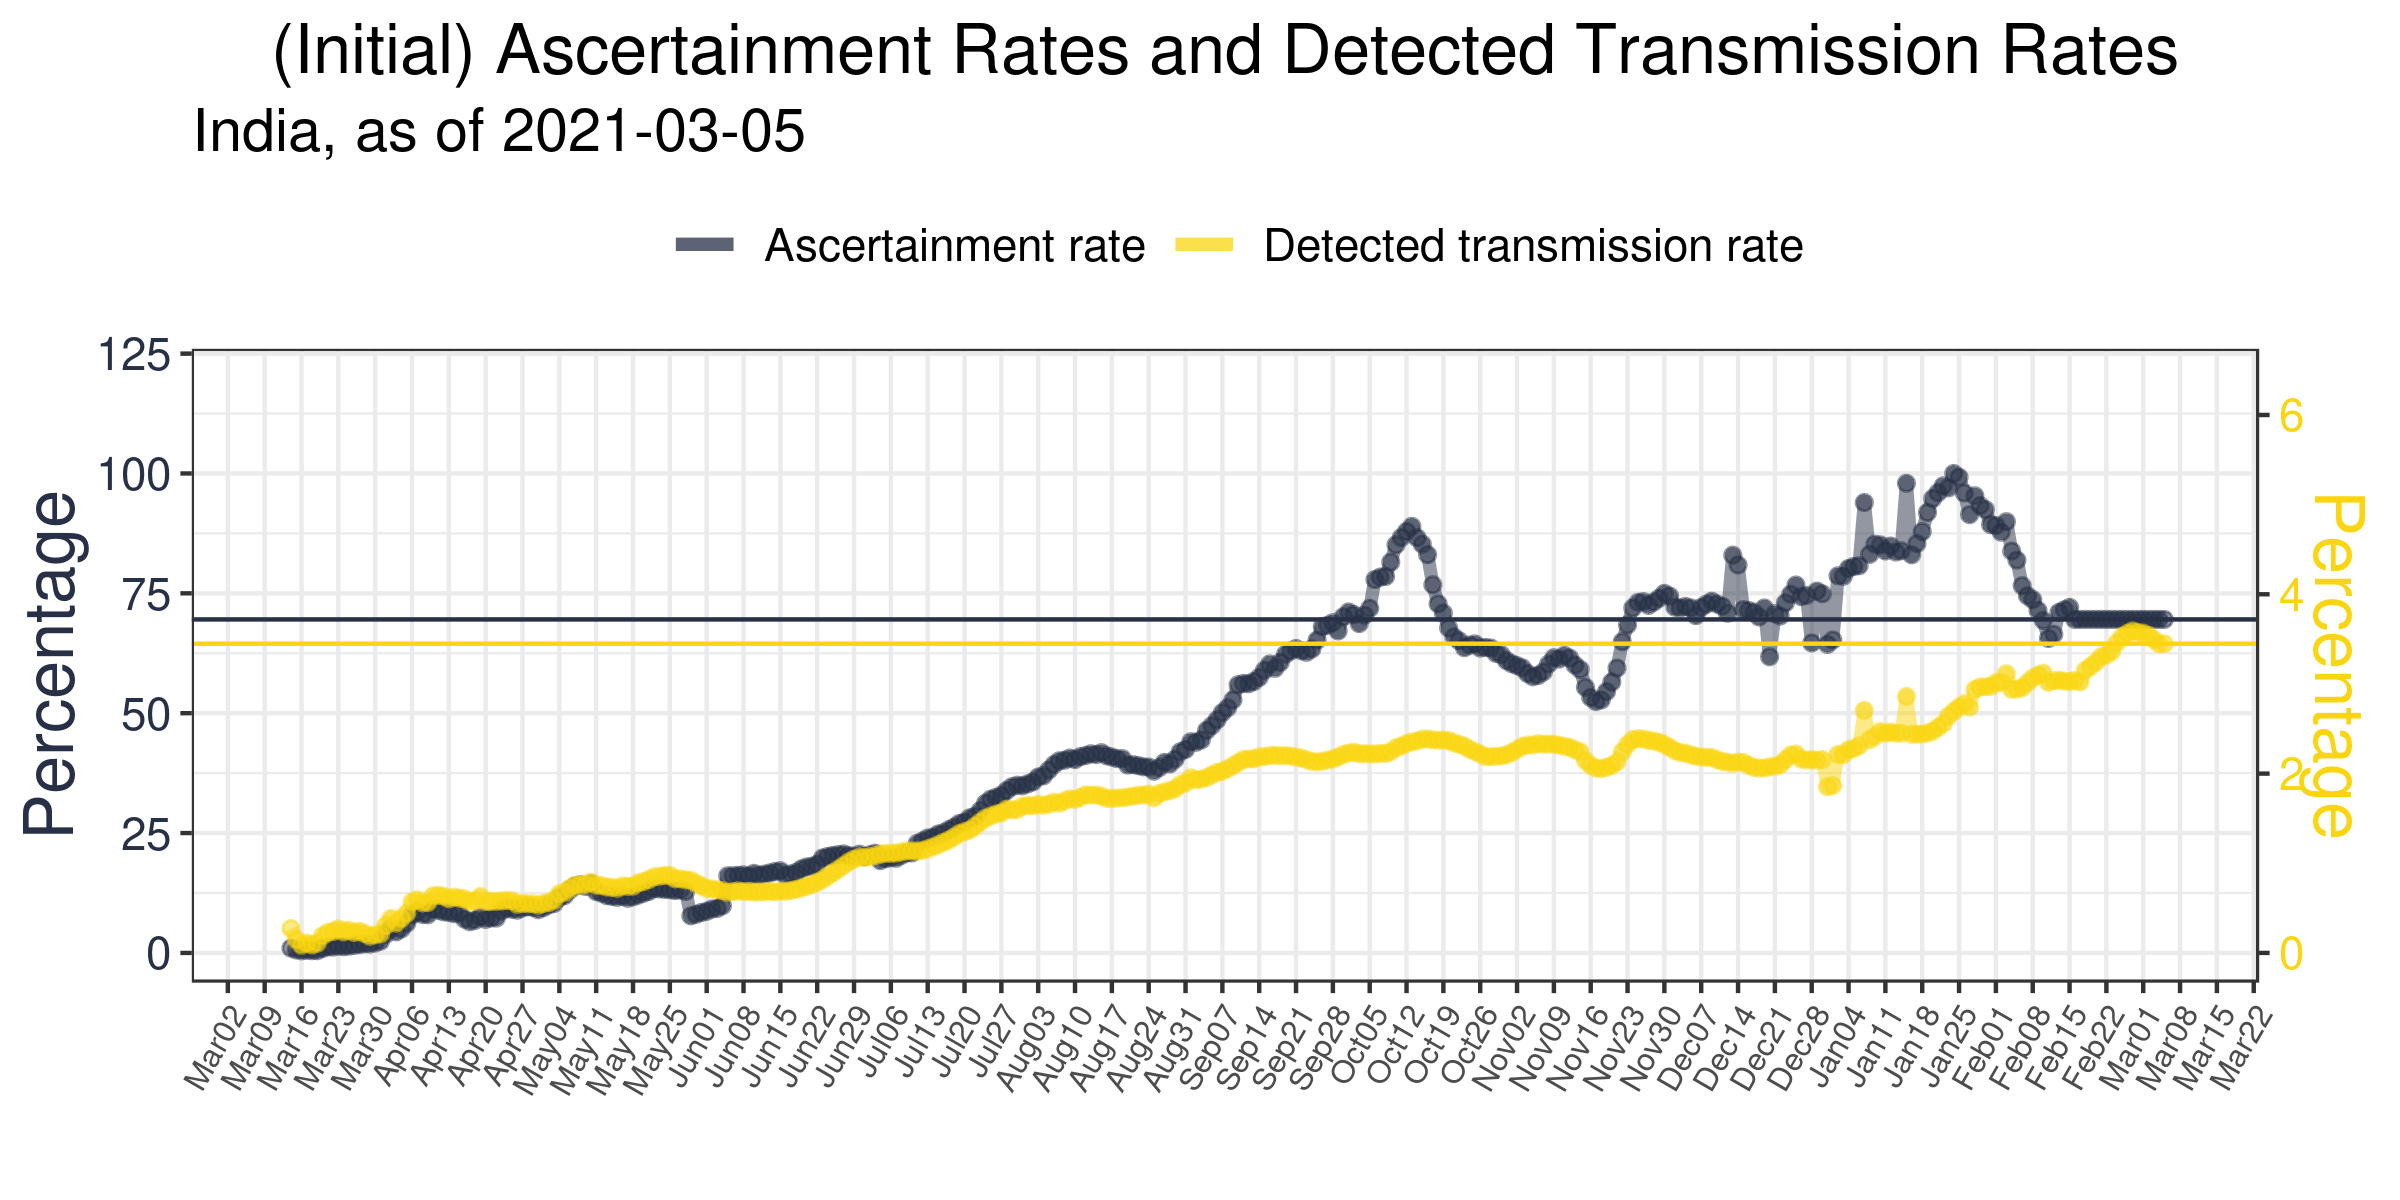 (Initial) Ascertainment Rates and Detected Transmission Rates
India, as of 2021-03-05
Ascertainment rate
Detected transmission rate
Percentage
125
100
75
50
25
0
6
4
2
0
Percentage
Mar02
Mar09
Mar16
Mar23
Mar30
Apr06
Apr13
Apr20
Apr27
May04
May11
May18
May25
Jun01
Jun08
Jun15
Jun22
Jun29
Jul06
Jul13
Jul20
Jul27
Aug03
Aug10
Aug17
Aug24
Aug31
Sep07
Sep14
Sep21
Sep28
Oct05
Oct12
Oct19
Oct26
Nov02
Nov09
Nov16
Nov23
Nov30
Dec07
Dec14
Dec21
Dec28
Jan04
Jan11
Jan18
Jan25
Feb01
Feb08
Feb15
Feb22
Mar01
Mar08
Mar15
Mar22